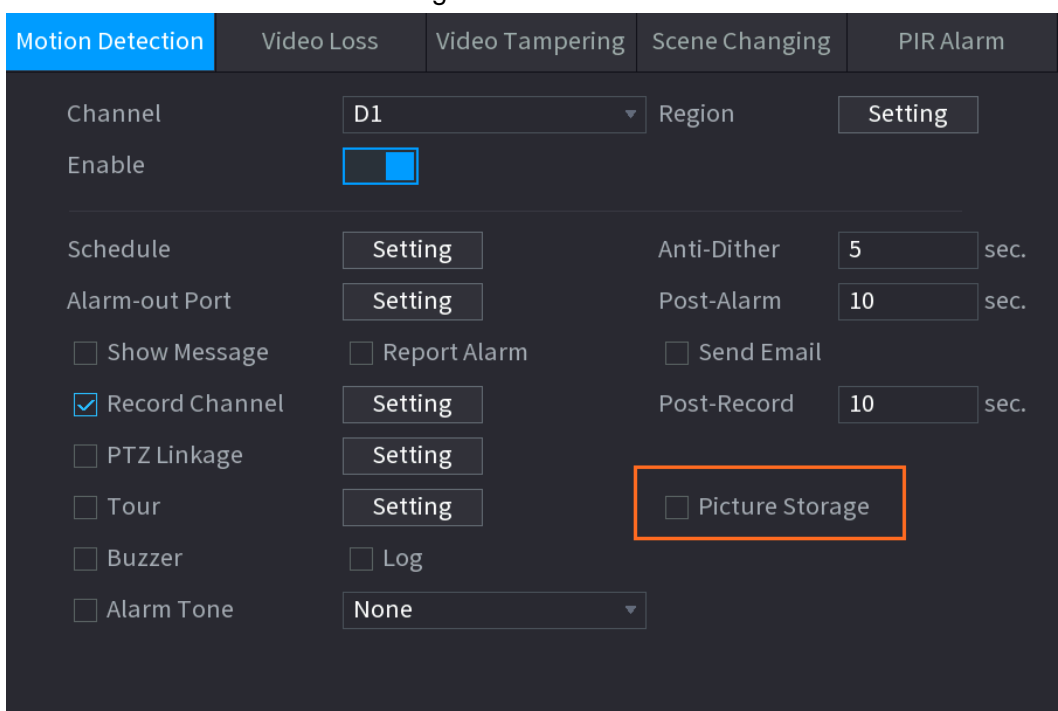 Motion Detection Video Loss Video Tampering Scene Changing PIR Alarm
Channel D1 Region Setting
Enable
Schedule Setting Anti-Dither 5 sec.
Alarm-out Port Setting Post-Alarm 10 sec.
Show Message Report Alarm Send Email
Record Channel Setting Post-Record 10 sec.
PTZ Linkage Setting
Tour Setting Picture Storage
Buzzer Log
Alarm Tone None